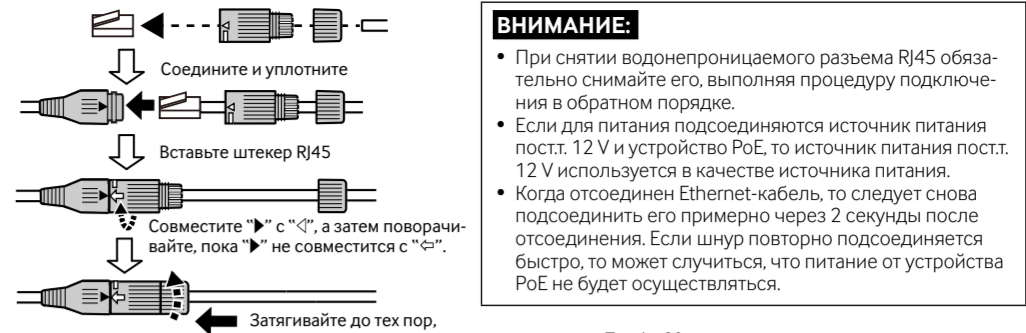 Соедините и уплотните
Вставьте штекер RJ45
Совместите “▶” с “◁”, а затем поворачи-
вайте, пока “▶” не совместится с “⇦”.
Затягивайте до тех пор,
ВНИМАНИЕ:
• При снятии водонепроницаемого разъема RJ45 обяза-
тельно снимайте его, выполняя процедуру подключе-
ния в обратном порядке.
• Если для питания подсоединяются источник питания
пост.т. 12 V и устройство PoE, то источник питания пост.т.
12 V используется в качестве источника питания.
• Когда отсоединен Ethernet-кабель, то следует снова
подсоединить его примерно через 2 секунды после
отсоединения. Если шнур повторно подсоединяется
быстро, то может случиться, что питание от устройства
PoE не будет осуществляться.